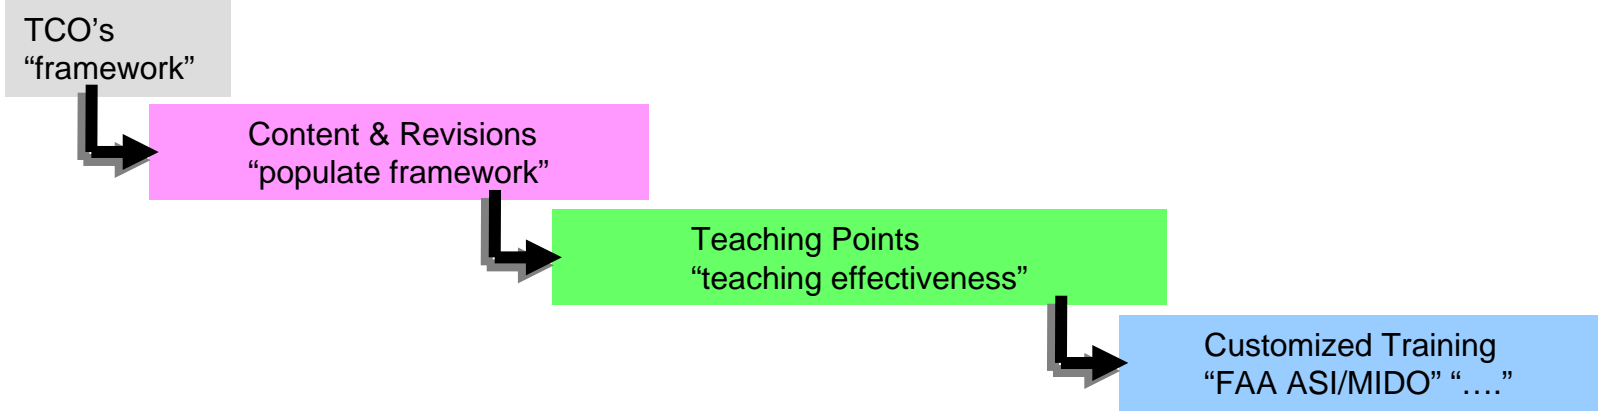 TCO’s
“framework”
Content & Revisions
“populate framework”
Teaching Points
“teaching effectiveness”
Customized Training
“FAA ASI/MIDO” “….”